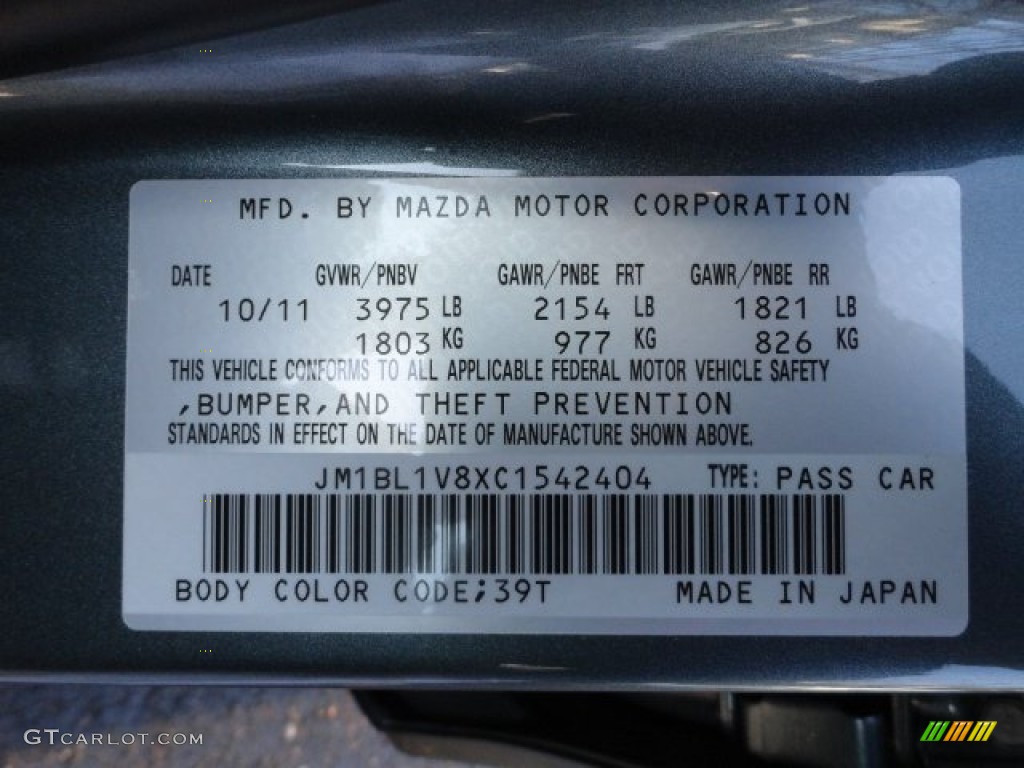 MFD. BY MAZDA MOTOR CORPORATION
DATE GVWR/PNBV GAWR/PNBE FRT GAWR/PNBE RR
10/11 3975 LB 2154 LB 1821 LB
1803 KG 977 KG 826 KG
THIS VEHICLE CONFORMS TO ALL APPLICABLE FEDERAL MOTOR VEHICLE SAFETY
,BUMPER,AND THEFT PREVENTION
STANDARDS IN EFFECT ON THE DATE OF MANUFACTURE SHOWN ABOVE.
JM1BL1V8XC1542404 TYPE: PASS CAR
BODY COLOR CODE;39T MADE IN JAPAN
GTCARLOT.COM